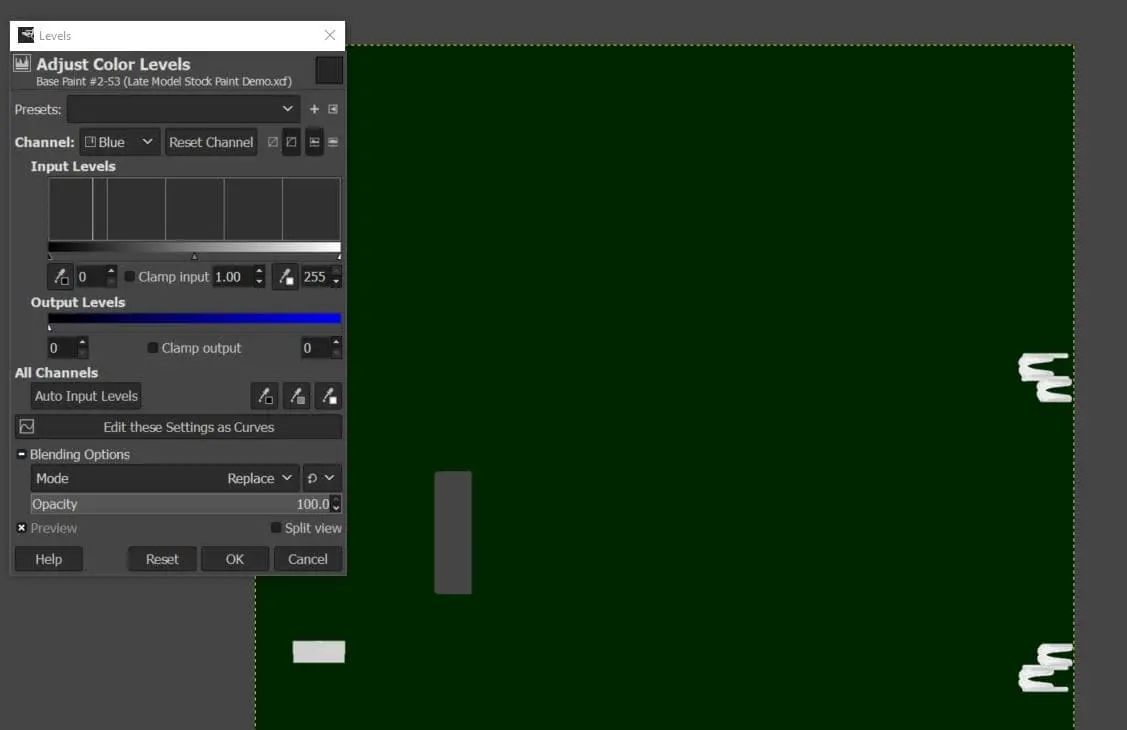 Levels
Adjust Color Levels
Base Paint #2-53 (Late Model Stock Paint Demo.xcf)
Presets:
Channel: Blue Reset Channel
Input Levels
0 Clamp input 1.00 255
Output Levels
0 Clamp output 0
All Channels
Auto Input Levels
Edit these Settings as Curves
Blending Options
Mode Replace
Opacity 100.0
Preview Split view
Help Reset OK Cancel